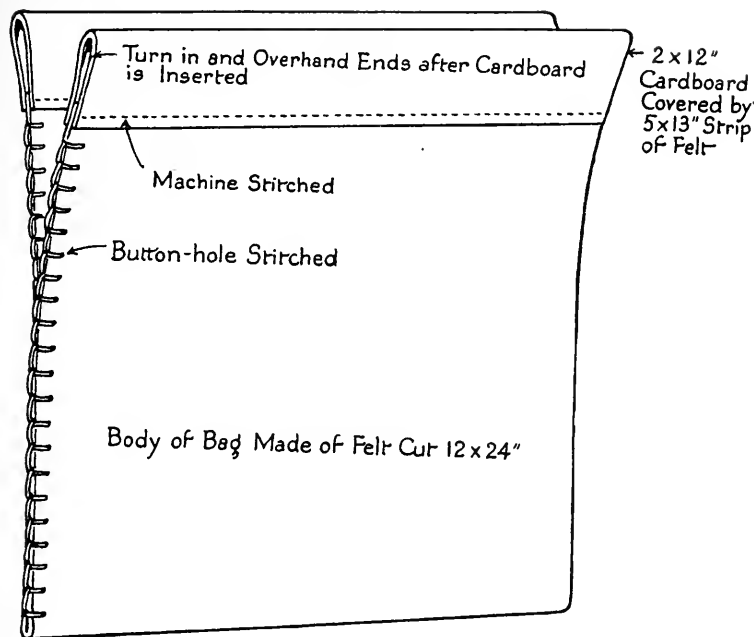 Turn in and Overhand Ends after Cardboard
is Inserted
2 x 12"
Cardboard
Covered by
5 x 13" Strip
of Felt
Machine Stitched
Button-hole Stitched
Body of Bag Made of Felt Cut 12 x 24"